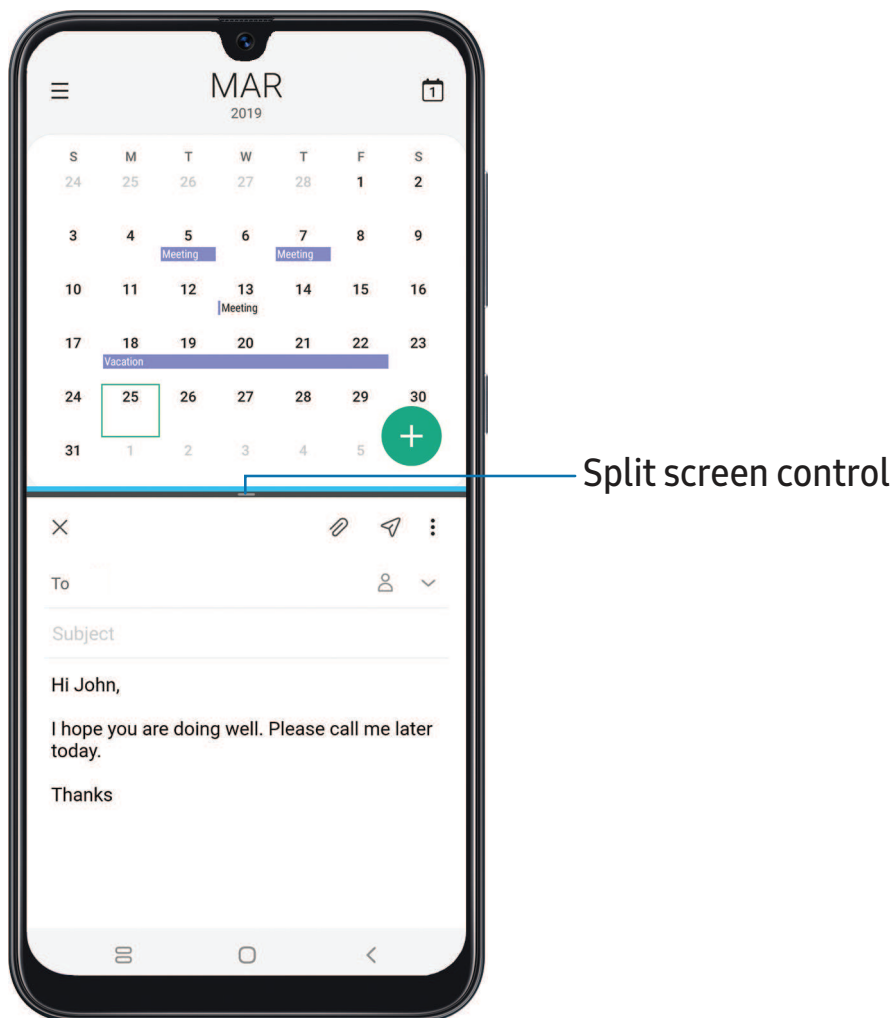 MAR
1
2019
S M T W T F S
24 25 26 27 28 1 2
3 4 5 6 7 8 9
Meeting Meeting
10 11 12 13 14 15 16
Meeting
17 18 19 20 21 22 23
Vacation
24 25 26 27 28 29 30
31 1 2 3 4 5
Split screen control
To
Subject
Hi John,
I hope you are doing well. Please call me later
today.
Thanks